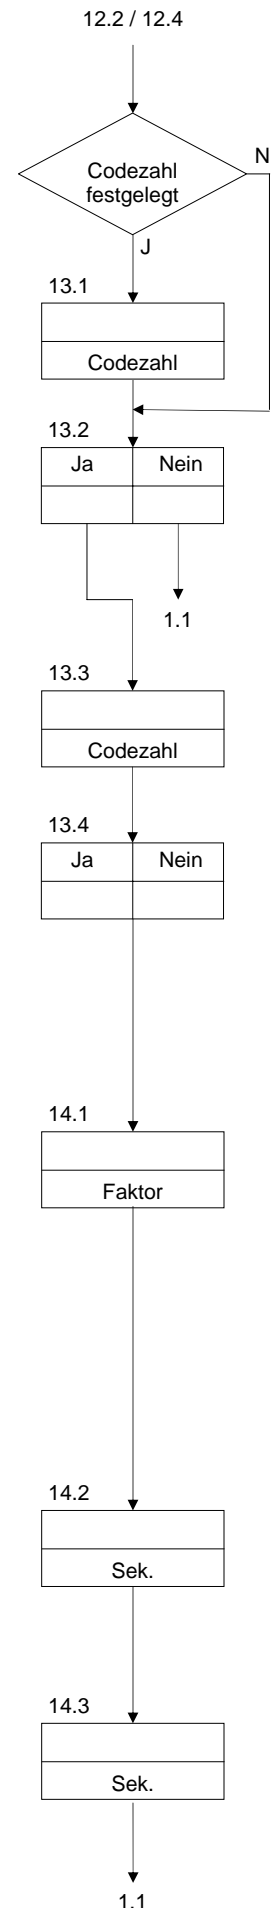 12.2 / 12.4
Codezahl
festgelegt
N
J
13.1
Codezahl
13.2
Ja Nein
1.1
13.3
Codezahl
13.4
Ja Nein
14.1
Faktor
14.2
Sek.
14.3
Sek.
1.1